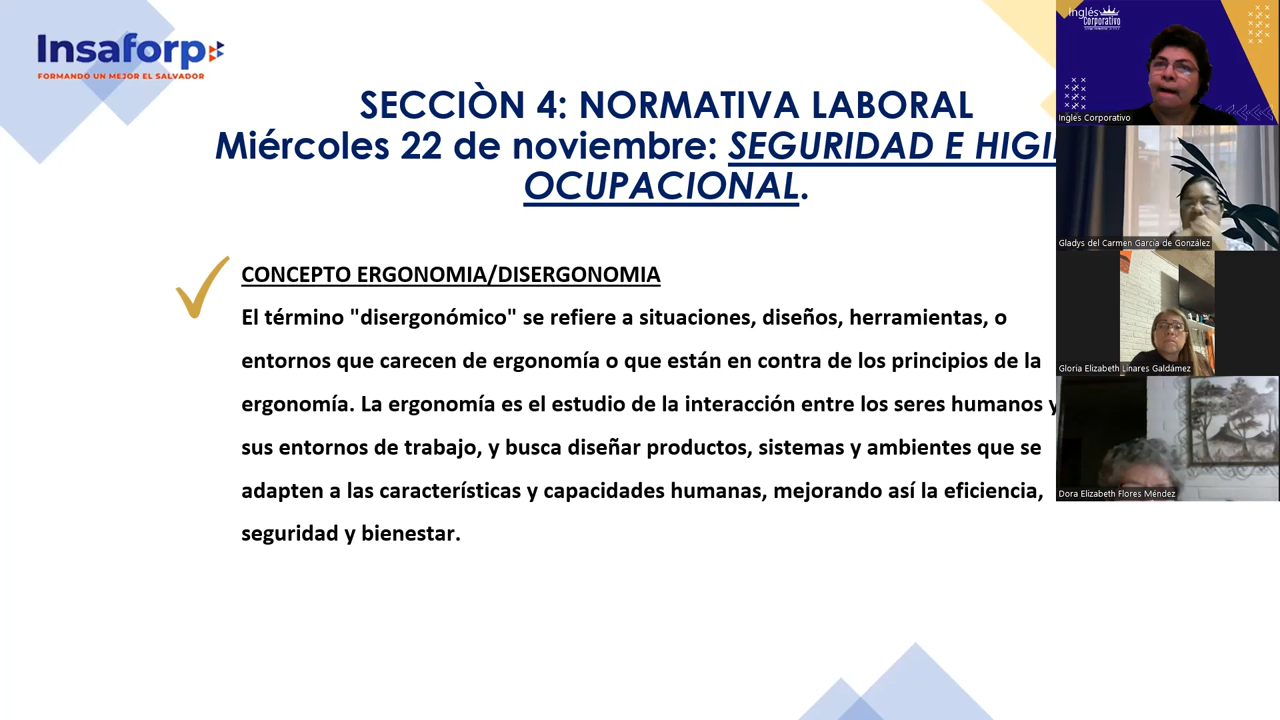 Insaforp
FORMANDO UN MEJOR EL SALVADOR
SECCIÒN 4: NORMATIVA LABORAL
Miércoles 22 de noviembre: SEGURIDAD E HIGI
OCUPACIONAL.
CONCEPTO ERGONOMIA/DISERGONOMIA
El término "disergonómico" se refiere a situaciones, diseños, herramientas, o
entornos que carecen de ergonomía o que están en contra de los principios de la
ergonomía. La ergonomía es el estudio de la interacción entre los seres humanos y
sus entornos de trabajo, y busca diseñar productos, sistemas y ambientes que se
adapten a las características y capacidades humanas, mejorando así la eficiencia,
seguridad y bienestar.
Inglés
Corporativo
Inglés Corporativo
Gladys del Carmen García de González
Gloria Elizabeth Linares Galdámez
Dora Elizabeth Flores Méndez